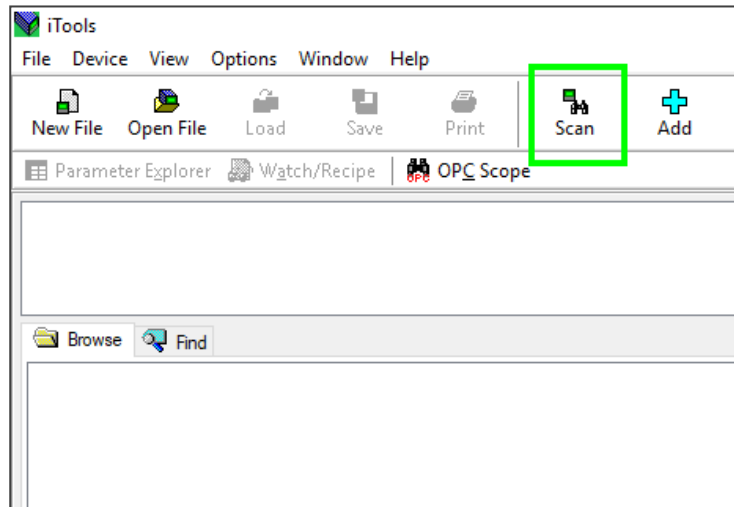 iTools
File Device View Options Window Help
New File Open File Load Save Print Scan Add
Parameter Explorer Watch/Recipe OPC OPC Scope
Browse Find